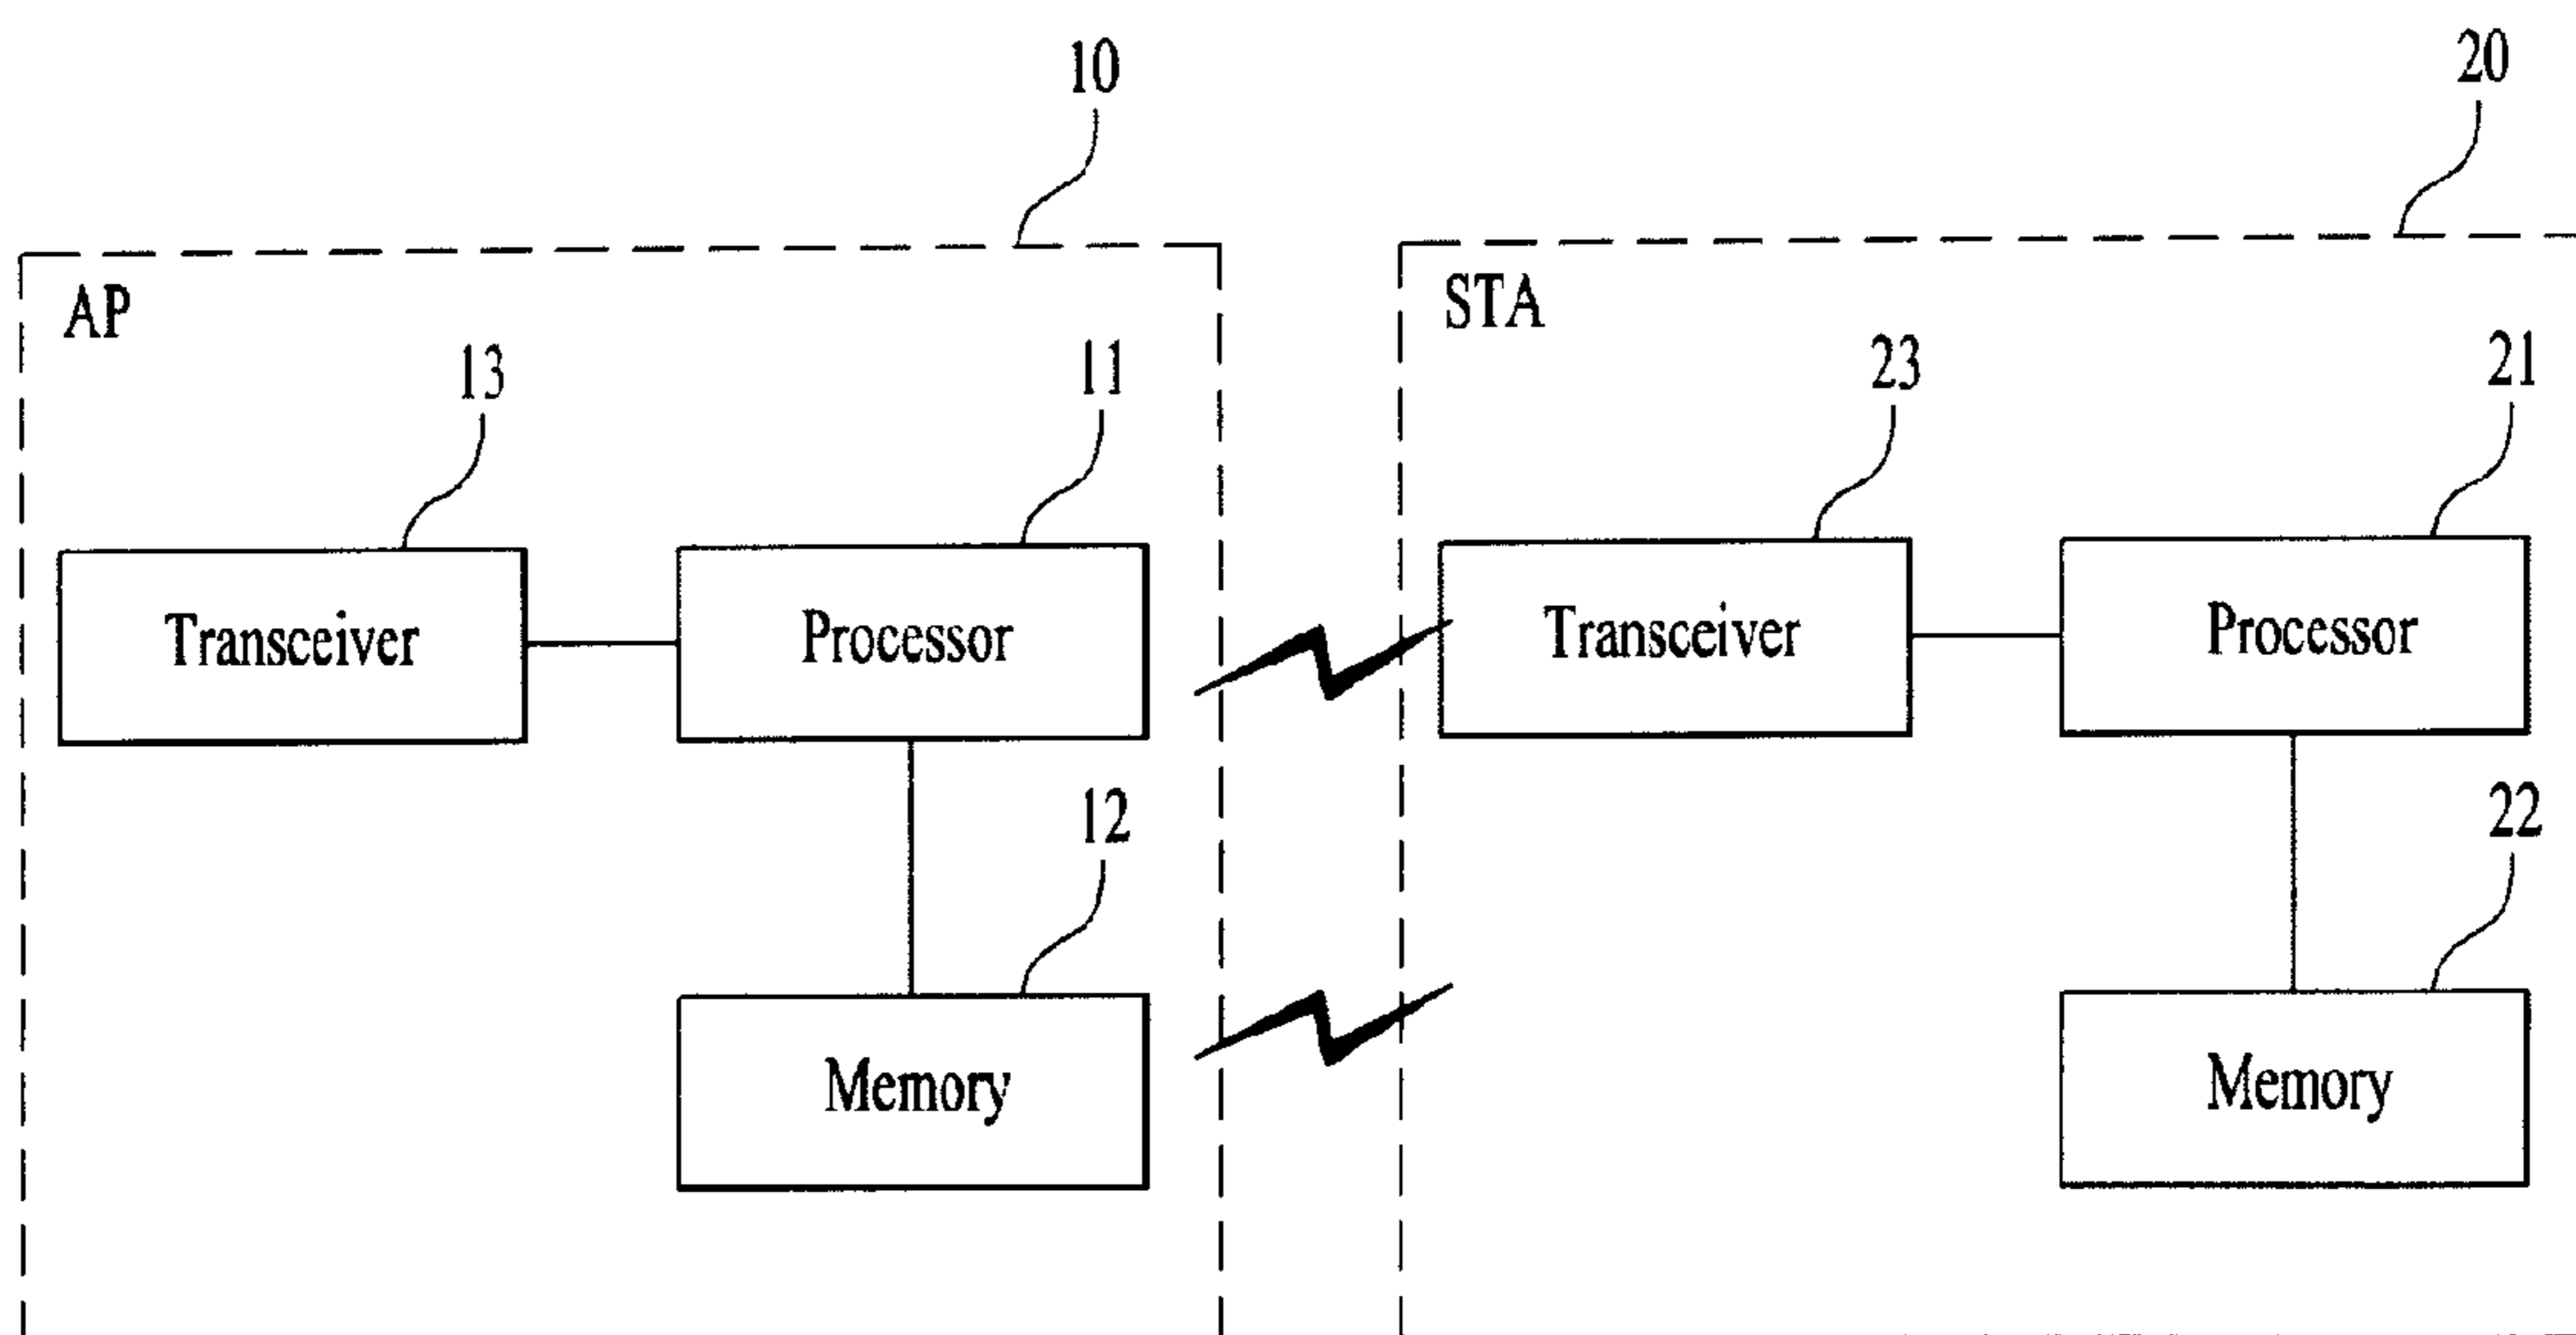 10
20
AP
STA
13
11
23
21
Transceiver
Processor
Transceiver
Processor
12
22
Memory
Memory